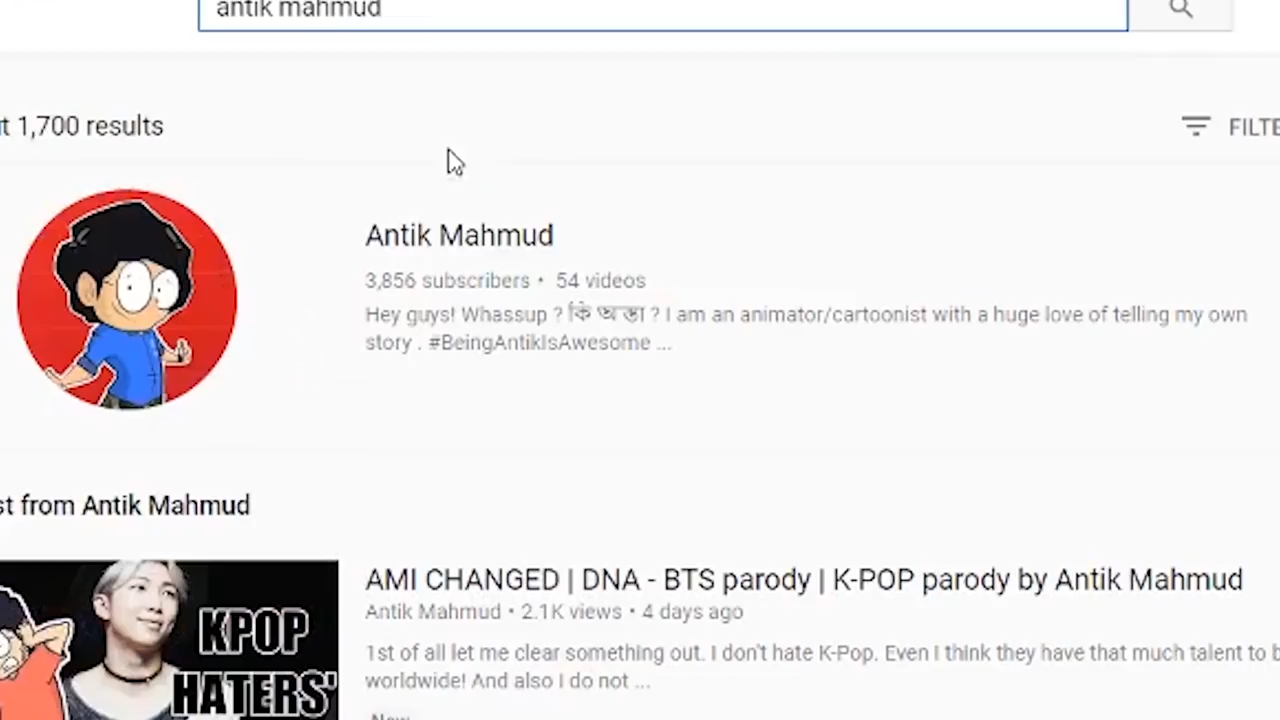 antik mahmud
t 1,700 results
FILTE
Antik Mahmud
3,856 subscribers • 54 videos
Hey guys! Whassup ? কি অবস্থা ? I am an animator/cartoonist with a huge love of telling my own
story . #BeingAntikIsAwesome ...
st from Antik Mahmud
AMI CHANGED | DNA - BTS parody | K-POP parody by Antik Mahmud
Antik Mahmud • 2.1K views • 4 days ago
KPOP
HATERS'
1st of all let me clear something out. I don't hate K-Pop. Even I think they have that much talent to b
worldwide! And also I do not ...
New